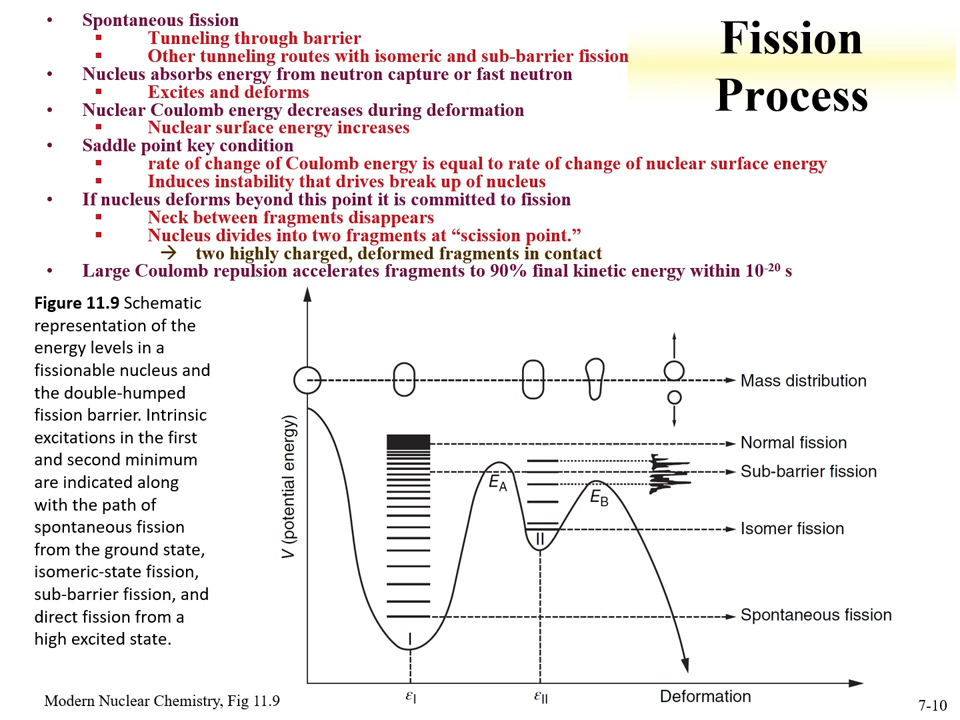 Fission
Process
• Spontaneous fission
▪ Tunneling through barrier
▪ Other tunneling routes with isomeric and sub-barrier fission
• Nucleus absorbs energy from neutron capture or fast neutron
▪ Excites and deforms
• Nuclear Coulomb energy decreases during deformation
▪ Nuclear surface energy increases
• Saddle point key condition
▪ rate of change of Coulomb energy is equal to rate of change of nuclear surface energy
▪ Induces instability that drives break up of nucleus
• If nucleus deforms beyond this point it is committed to fission
▪ Neck between fragments disappears
▪ Nucleus divides into two fragments at “scission point.”
→ two highly charged, deformed fragments in contact
• Large Coulomb repulsion accelerates fragments to 90% final kinetic energy within 10⁻²⁰ s
Figure 11.9 Schematic
representation of the
energy levels in a
fissionable nucleus and
the double-humped
fission barrier. Intrinsic
excitations in the first
and second minimum
are indicated along
with the path of
spontaneous fission
from the ground state,
isomeric-state fission,
sub-barrier fission, and
direct fission from a
high excited state.
V (potential energy)
Mass distribution
Normal fission
Sub-barrier fission
E_A
E_B
Isomer fission
II
Spontaneous fission
I
ε_I
ε_II
Deformation
Modern Nuclear Chemistry, Fig 11.9
7-10